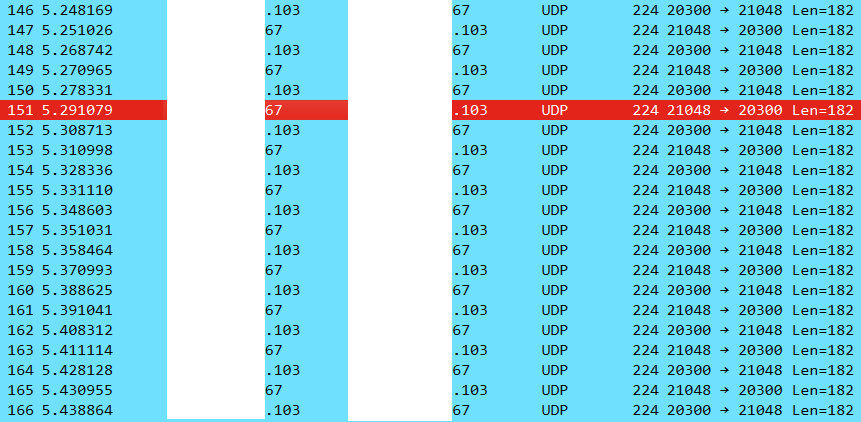 146 5.248169 .103 67 UDP 224 20300 → 21048 Len=182
147 5.251026 67 .103 UDP 224 21048 → 20300 Len=182
148 5.268742 .103 67 UDP 224 20300 → 21048 Len=182
149 5.270965 67 .103 UDP 224 21048 → 20300 Len=182
150 5.278331 .103 67 UDP 224 20300 → 21048 Len=182
151 5.291079 67 .103 UDP 224 21048 → 20300 Len=182
152 5.308713 .103 67 UDP 224 20300 → 21048 Len=182
153 5.310998 67 .103 UDP 224 21048 → 20300 Len=182
154 5.328336 .103 67 UDP 224 20300 → 21048 Len=182
155 5.331110 67 .103 UDP 224 21048 → 20300 Len=182
156 5.348603 .103 67 UDP 224 20300 → 21048 Len=182
157 5.351031 67 .103 UDP 224 21048 → 20300 Len=182
158 5.358464 .103 67 UDP 224 20300 → 21048 Len=182
159 5.370993 67 .103 UDP 224 21048 → 20300 Len=182
160 5.388625 .103 67 UDP 224 20300 → 21048 Len=182
161 5.391041 67 .103 UDP 224 21048 → 20300 Len=182
162 5.408312 .103 67 UDP 224 20300 → 21048 Len=182
163 5.411114 67 .103 UDP 224 21048 → 20300 Len=182
164 5.428128 .103 67 UDP 224 20300 → 21048 Len=182
165 5.430955 67 .103 UDP 224 21048 → 20300 Len=182
166 5.438864 .103 67 UDP 224 20300 → 21048 Len=182